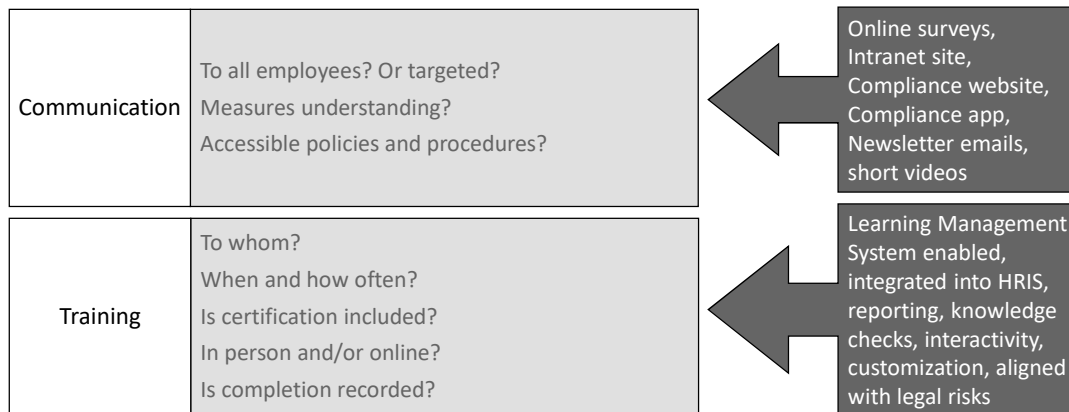 Communication
To all employees? Or targeted?
Measures understanding?
Accessible policies and procedures?
Online surveys,
Intranet site,
Compliance website,
Compliance app,
Newsletter emails,
short videos
Training
To whom?
When and how often?
Is certification included?
In person and/or online?
Is completion recorded?
Learning Management
System enabled,
integrated into HRIS,
reporting, knowledge
checks, interactivity,
customization, aligned
with legal risks